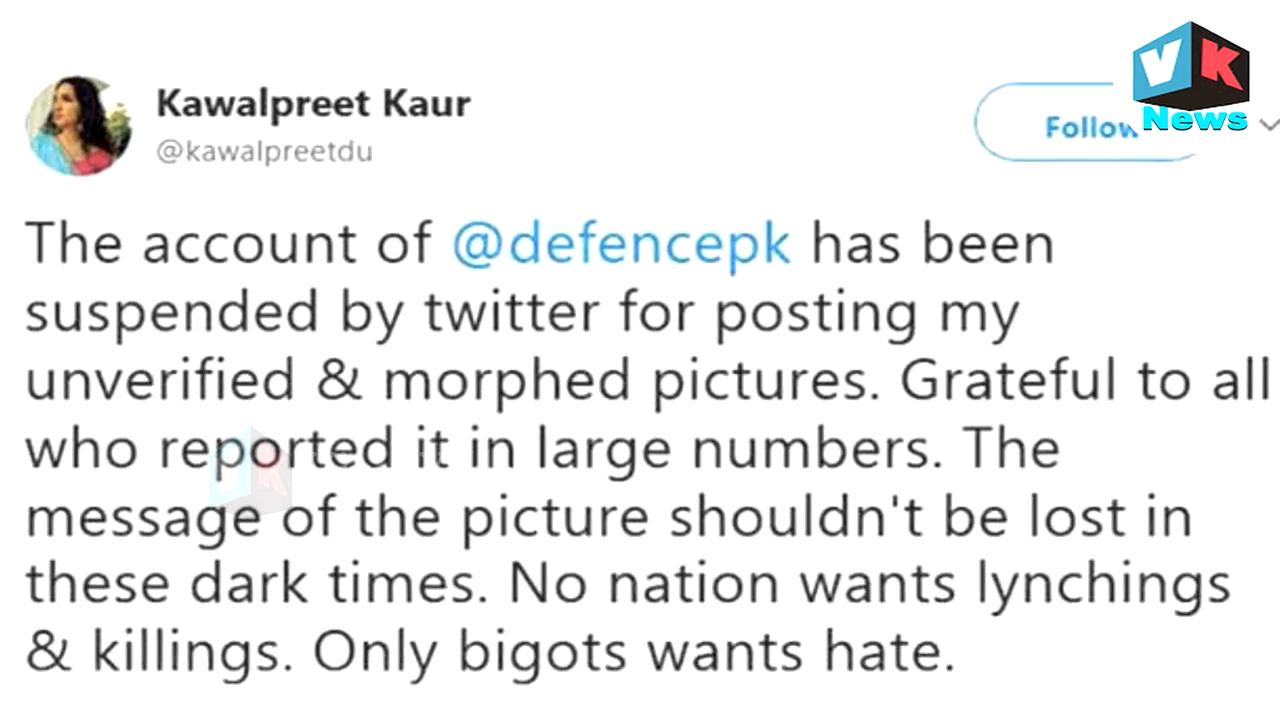 Kawalpreet Kaur
@kawalpreetdu
Follow
VK
News
The account of @defencepk has been
suspended by twitter for posting my
unverified & morphed pictures. Grateful to all
who reported it in large numbers. The
message of the picture shouldn't be lost in
these dark times. No nation wants lynchings
& killings. Only bigots wants hate.
VK